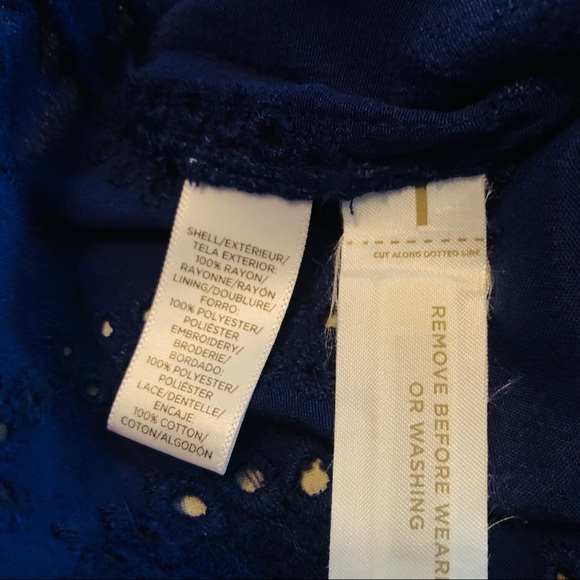 SHELL/EXTÉRIEUR/
TELA EXTERIOR:
100% RAYON/
RAYONNE/RAYÓN
LINING/DOUBLURE/
FORRO:
100% POLYESTER/
POLIÉSTER
EMBROIDERY/
BRODERIE/
BORDADO:
100% POLYESTER/
POLIÉSTER
LACE/DENTELLE/
ENCAJE:
100% COTTON/
COTON/ALGODÓN
CUT ALONG DOTTED LINE
REMOVE BEFORE WEAR
OR WASHING